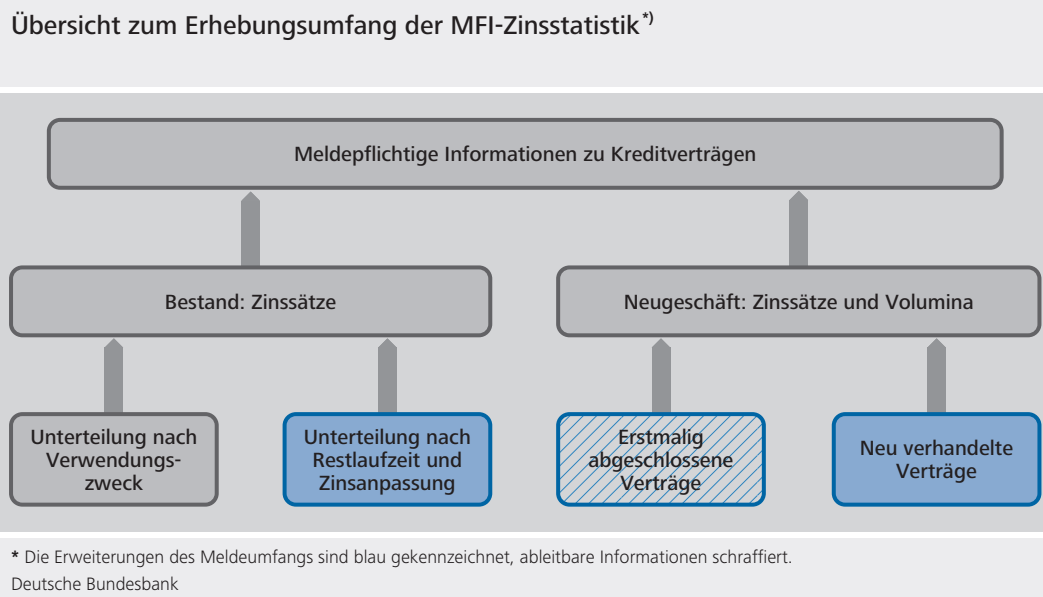 Übersicht zum Erhebungsumfang der MFI-Zinsstatistik*)
Meldepflichtige Informationen zu Kreditverträgen
Bestand: Zinssätze
Neugeschäft: Zinssätze und Volumina
Unterteilung nach
Verwendungs-
zweck
Unterteilung nach
Restlaufzeit und
Zinsanpassung
Erstmalig
abgeschlossene
Verträge
Neu verhandelte
Verträge
* Die Erweiterungen des Meldeumfangs sind blau gekennzeichnet, ableitbare Informationen schraffiert.
Deutsche Bundesbank